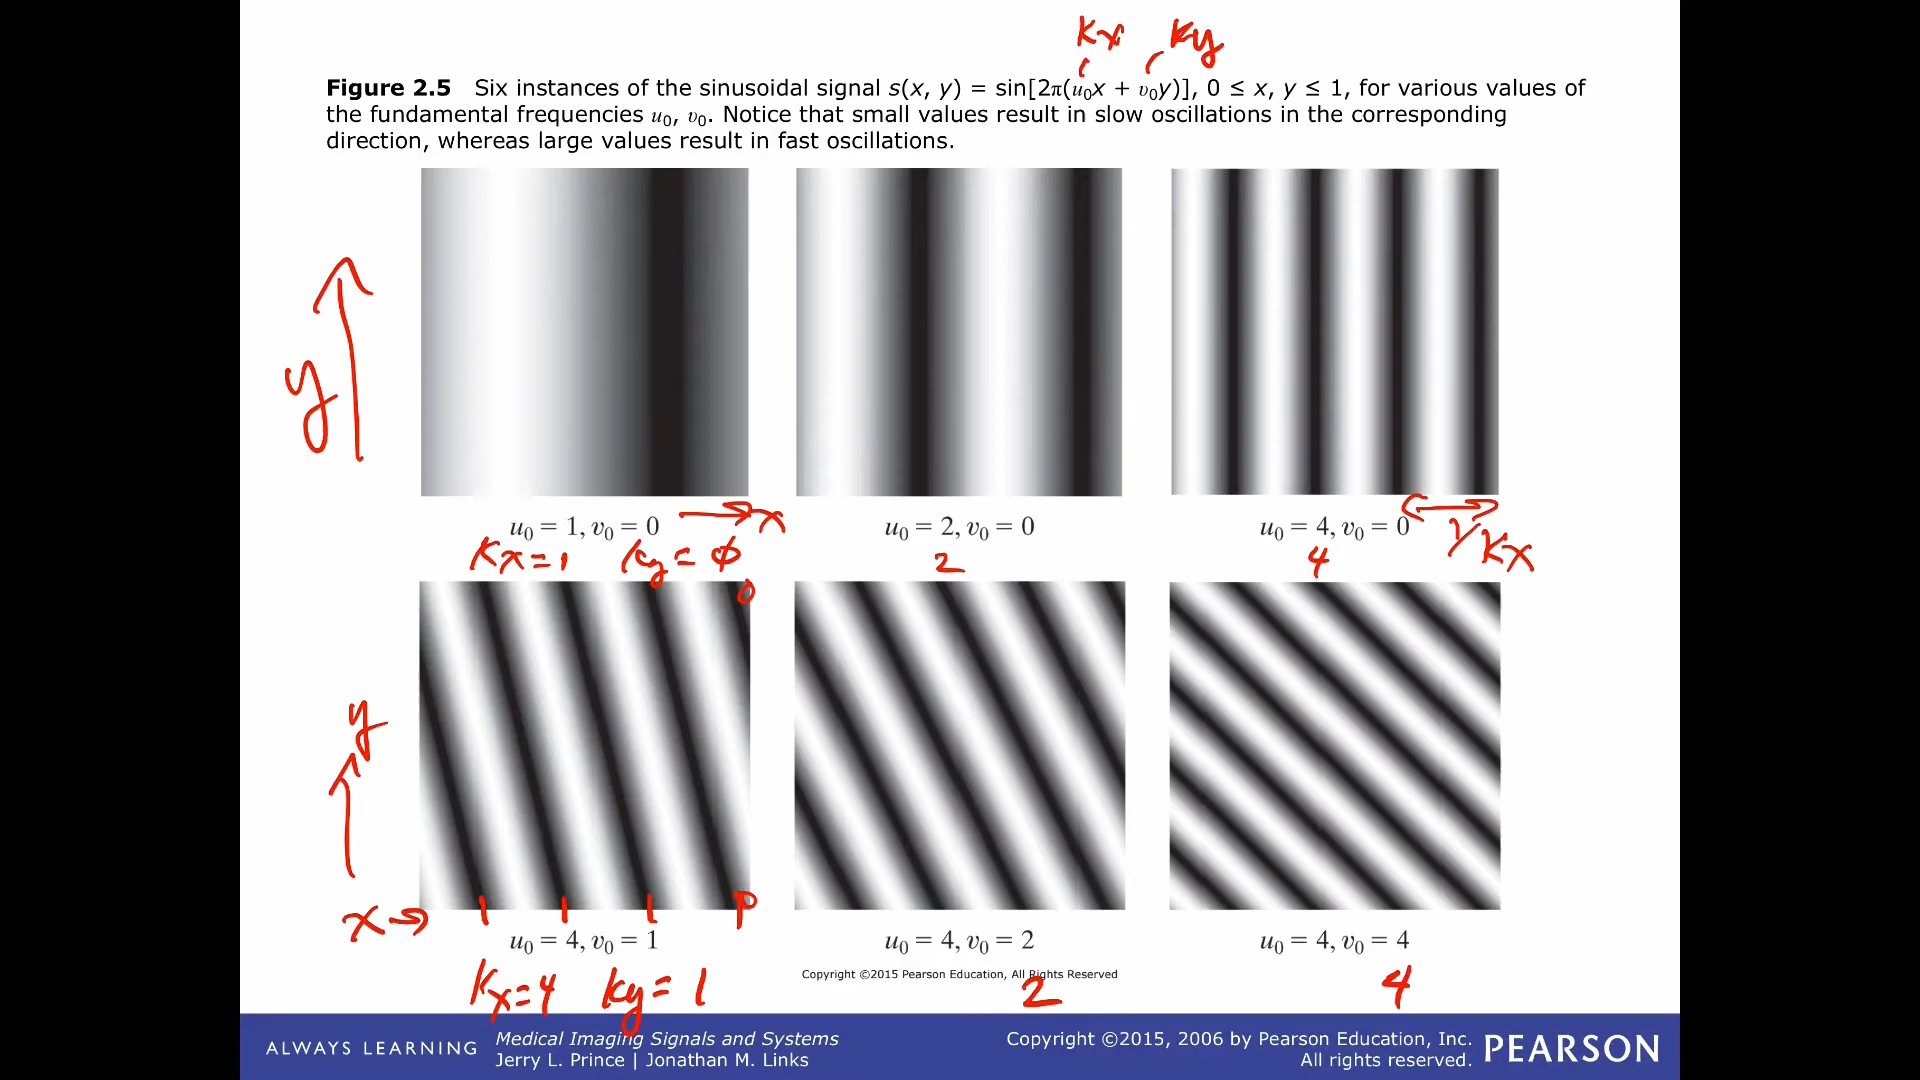 Kx Ky
Figure 2.5 Six instances of the sinusoidal signal s(x, y) = sin[2π(u₀x + v₀y)], 0 ≤ x, y ≤ 1, for various values of
the fundamental frequencies u₀, v₀. Notice that small values result in slow oscillations in the corresponding
direction, whereas large values result in fast oscillations.
y
u₀ = 1, v₀ = 0 → x
u₀ = 2, v₀ = 0
u₀ = 4, v₀ = 0
1/Kx
Kx = 1 Ky = ϕ
2
4
0
y
x →
u₀ = 4, v₀ = 1
u₀ = 4, v₀ = 2
u₀ = 4, v₀ = 4
Copyright ©2015 Pearson Education, All Rights Reserved
Kx = 4 Ky = 1
2
4
ALWAYS LEARNING
Medical Imaging Signals and Systems
Jerry L. Prince | Jonathan M. Links
Copyright ©2015, 2006 by Pearson Education, Inc.
All rights reserved.
PEARSON